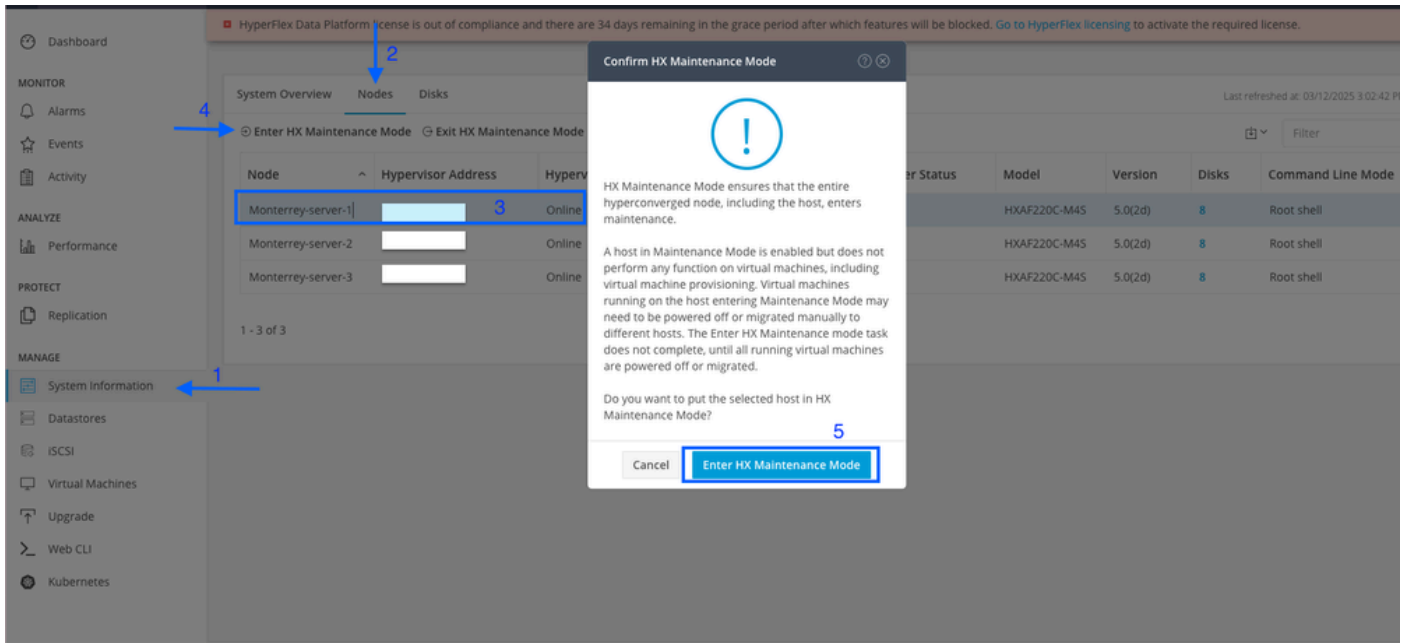 HyperFlex Data Platform license is out of compliance and there are 34 days remaining in the grace period after which features will be blocked. Go to HyperFlex licensing to activate the required license.
Dashboard
MONITOR
Alarms
Events
Activity
ANALYZE
Performance
PROTECT
Replication
MANAGE
System Information
Datastores
iSCSI
Virtual Machines
Upgrade
Web CLI
Kubernetes
1
2
System Overview Nodes Disks
Last refreshed at: 03/12/2025 3:02:42
4
Enter HX Maintenance Mode Exit HX Maintenance Mode
Filter
Node Hypervisor Address Hyperv er Status Model Version Disks Command Line Mode
Monterrey-server-1 3 Online HXAF220C-M4S 5.0(2d) 8 Root shell
Monterrey-server-2 Online HXAF220C-M4S 5.0(2d) 8 Root shell
Monterrey-server-3 Online HXAF220C-M4S 5.0(2d) 8 Root shell
1 - 3 of 3
Confirm HX Maintenance Mode
!
HX Maintenance Mode ensures that the entire
hyperconverged node, including the host, enters
maintenance.
A host in Maintenance Mode is enabled but does not
perform any function on virtual machines, including
virtual machine provisioning. Virtual machines
running on the host entering Maintenance Mode may
need to be powered off or migrated manually to
different hosts. The Enter HX Maintenance mode task
does not complete, until all running virtual machines
are powered off or migrated.
Do you want to put the selected host in HX
Maintenance Mode?
5
Cancel Enter HX Maintenance Mode